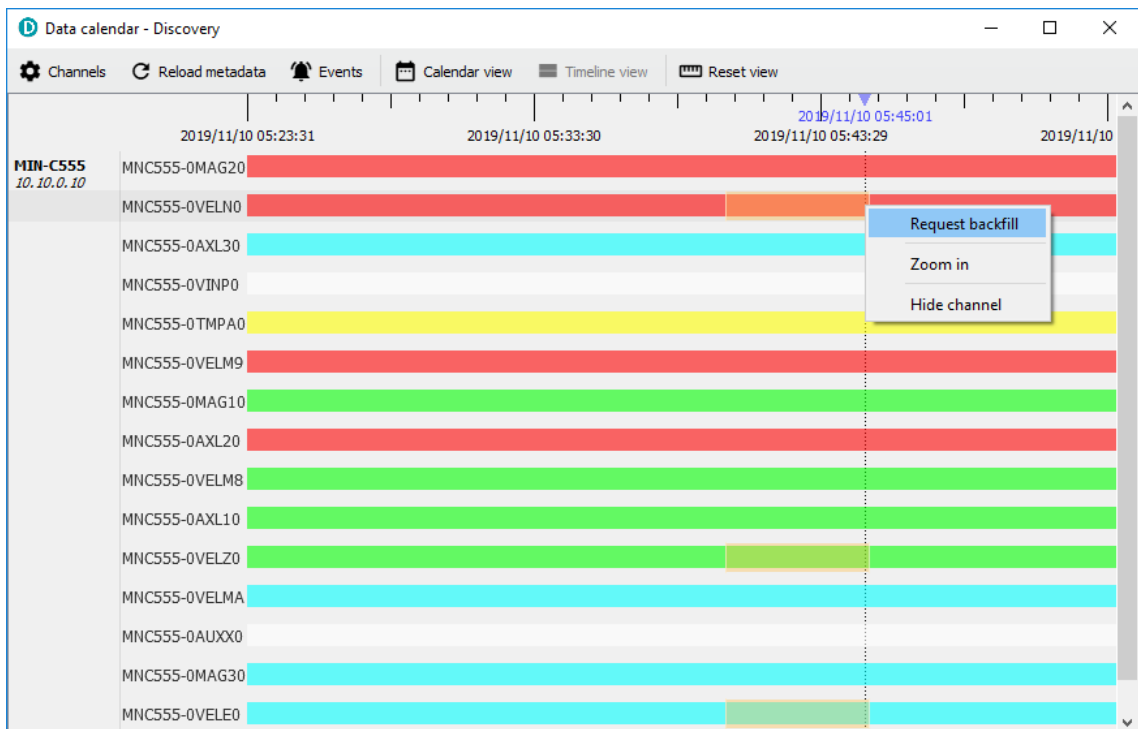 Data calendar - Discovery
Channels Reload metadata Events Calendar view Timeline view Reset view
2019/11/10 05:45:01
2019/11/10 05:23:31 2019/11/10 05:33:30 2019/11/10 05:43:29 2019/11/10
MIN-C555 MNC555-0MAG20
10.10.0.10
MNC555-0VELN0
Request backfill
MNC555-0AXL30
Zoom in
MNC555-0VINP0
Hide channel
MNC555-0TMPA0
MNC555-0VELM9
MNC555-0MAG10
MNC555-0AXL20
MNC555-0VELM8
MNC555-0AXL10
MNC555-0VELZ0
MNC555-0VELMA
MNC555-0AUXX0
MNC555-0MAG30
MNC555-0VELE0